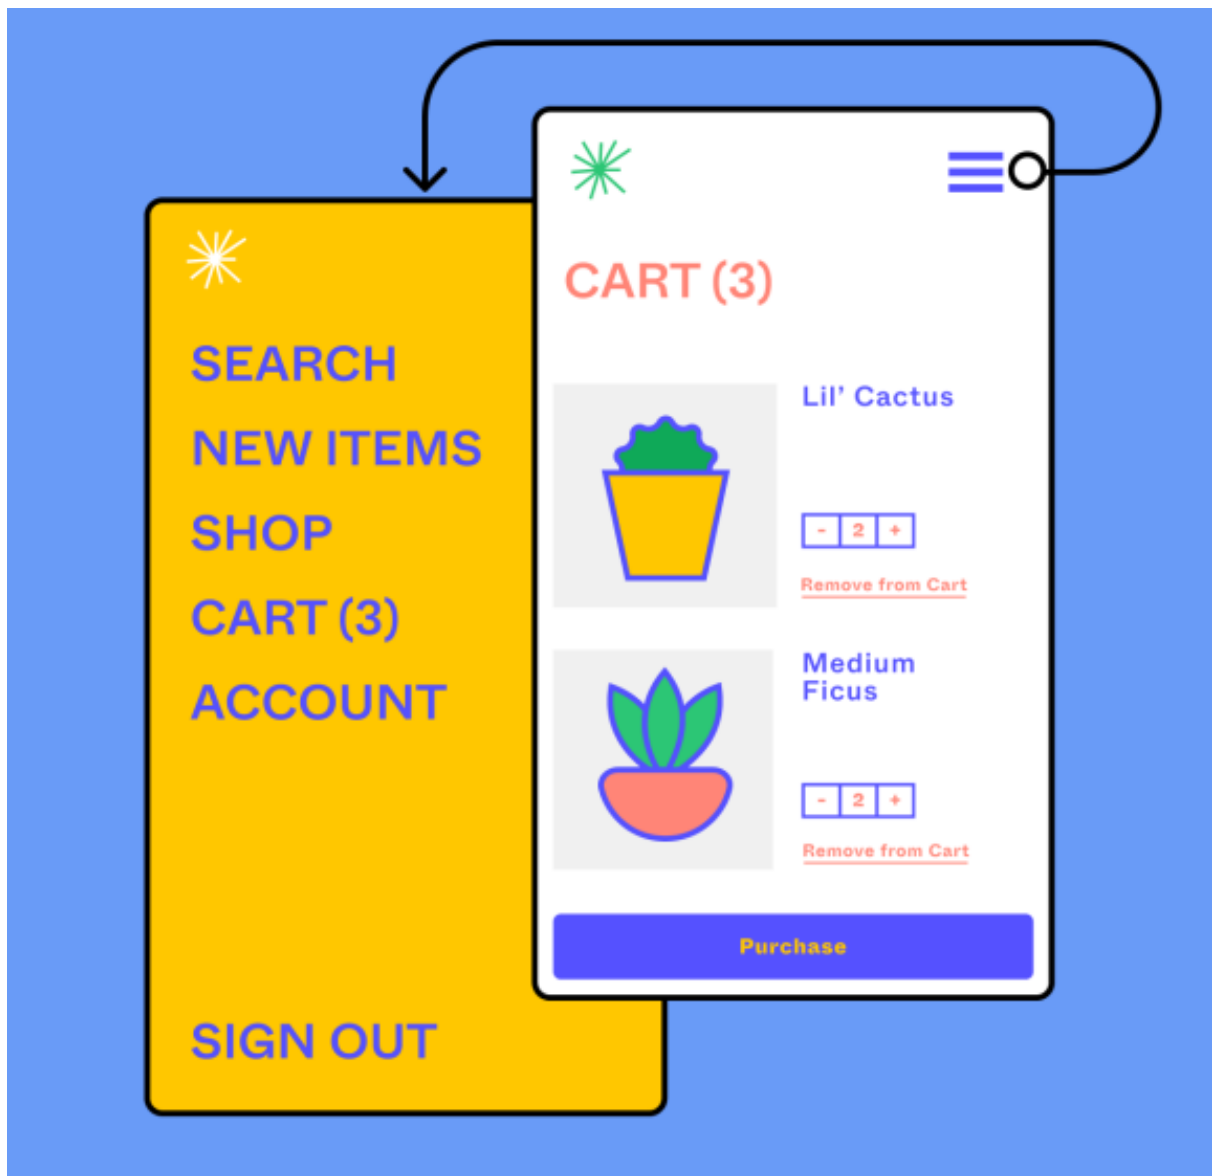 SEARCH
NEW ITEMS
SHOP
CART (3)
ACCOUNT
SIGN OUT
CART (3)
Lil’ Cactus
- 2 +
Remove from Cart
Medium
Ficus
- 2 +
Remove from Cart
Purchase